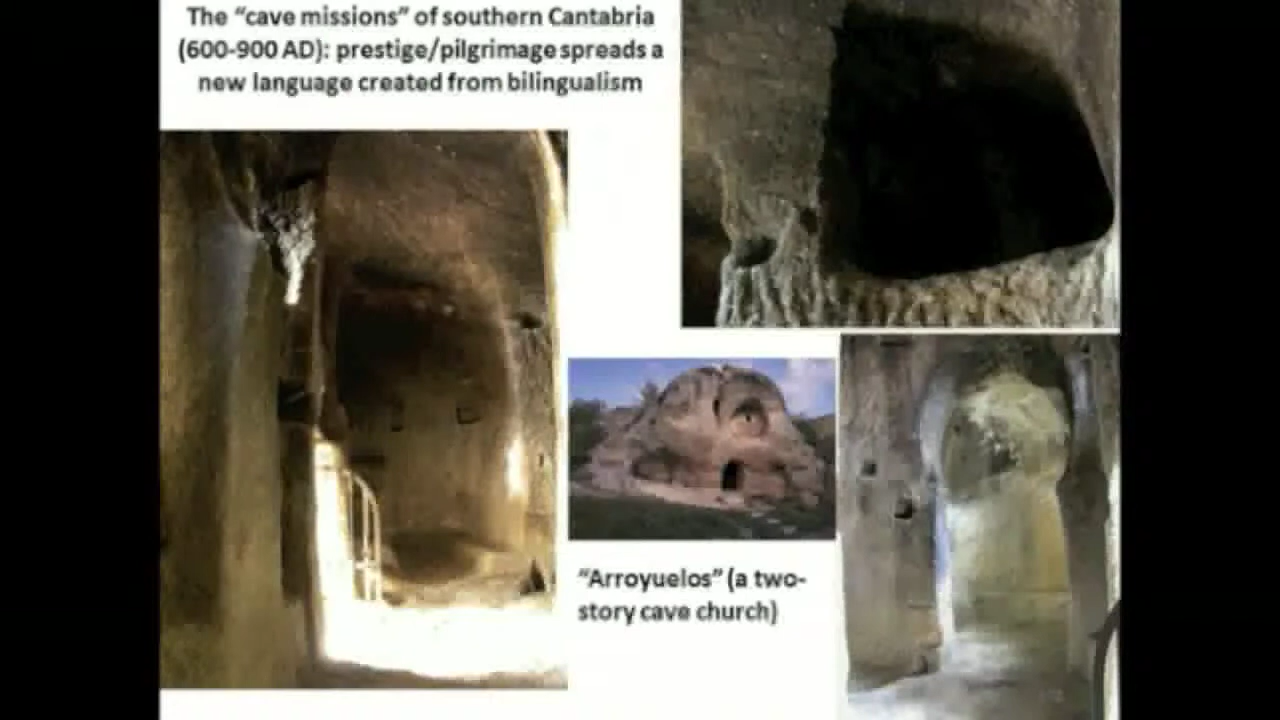 The “cave missions” of southern Cantabria
(600-900 AD): prestige/pilgrimage spreads a
new language created from bilingualism
“Arroyuelos” (a two-
story cave church)